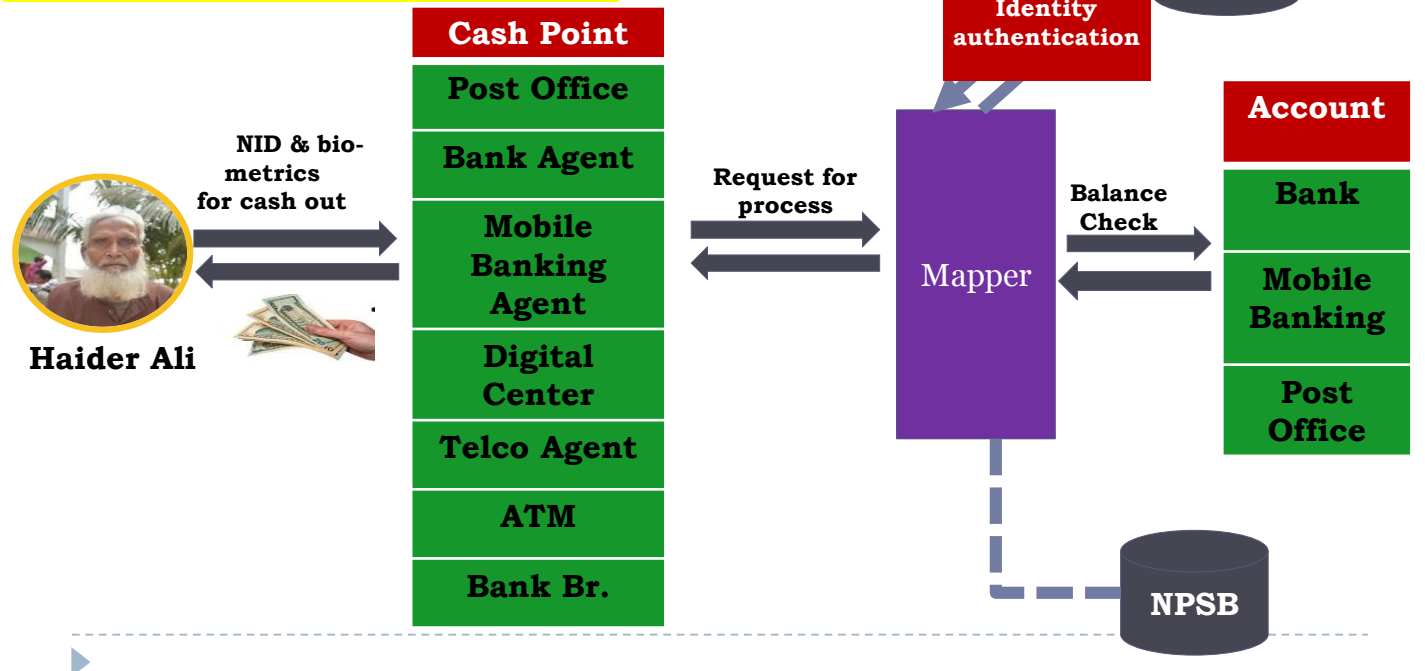 Cash Point
Post Office
Bank Agent
Mobile
Banking
Agent
Digital
Center
Telco Agent
ATM
Bank Br.
NID & bio-
metrics
for cash out
Haider Ali
Request for
process
Identity
authentication
Mapper
Balance
Check
Account
Bank
Mobile
Banking
Post
Office
NPSB